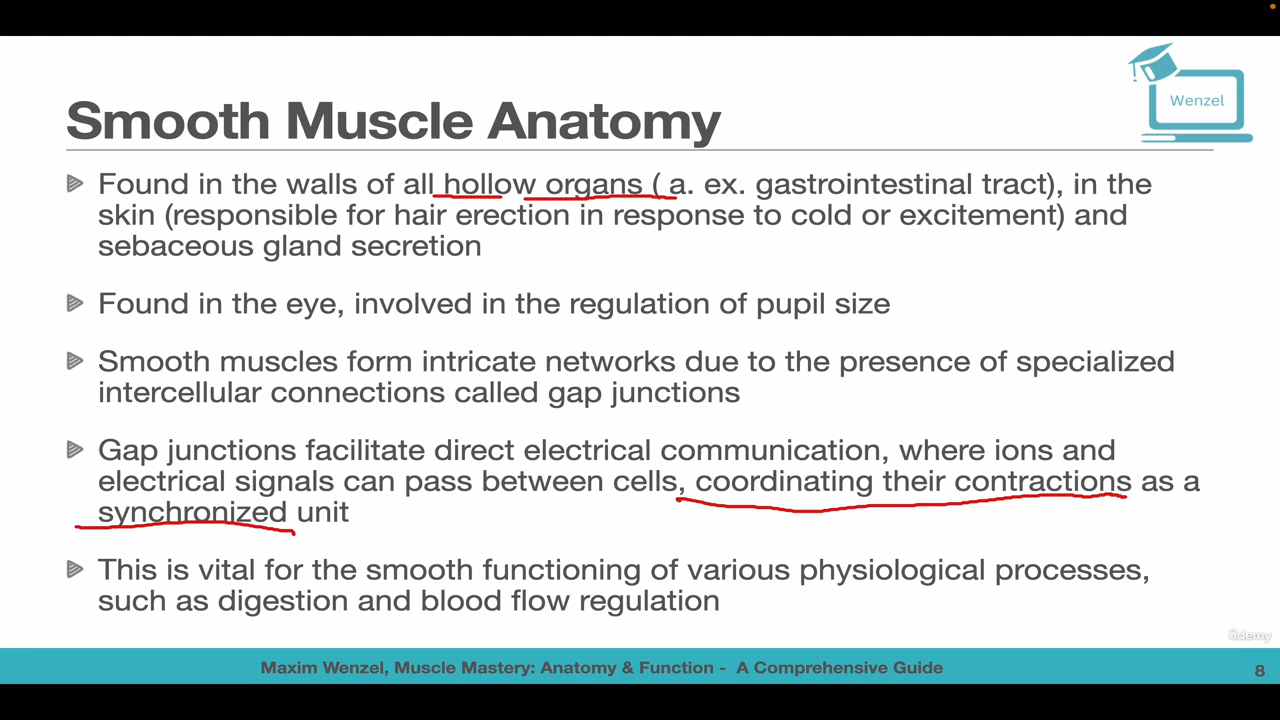 Wenzel
Smooth Muscle Anatomy
Found in the walls of all hollow organs ( a. ex. gastrointestinal tract), in the
skin (responsible for hair erection in response to cold or excitement) and
sebaceous gland secretion
Found in the eye, involved in the regulation of pupil size
Smooth muscles form intricate networks due to the presence of specialized
intercellular connections called gap junctions
Gap junctions facilitate direct electrical communication, where ions and
electrical signals can pass between cells, coordinating their contractions as a
synchronized unit
This is vital for the smooth functioning of various physiological processes,
such as digestion and blood flow regulation
udemy
Maxim Wenzel, Muscle Mastery: Anatomy & Function - A Comprehensive Guide
8